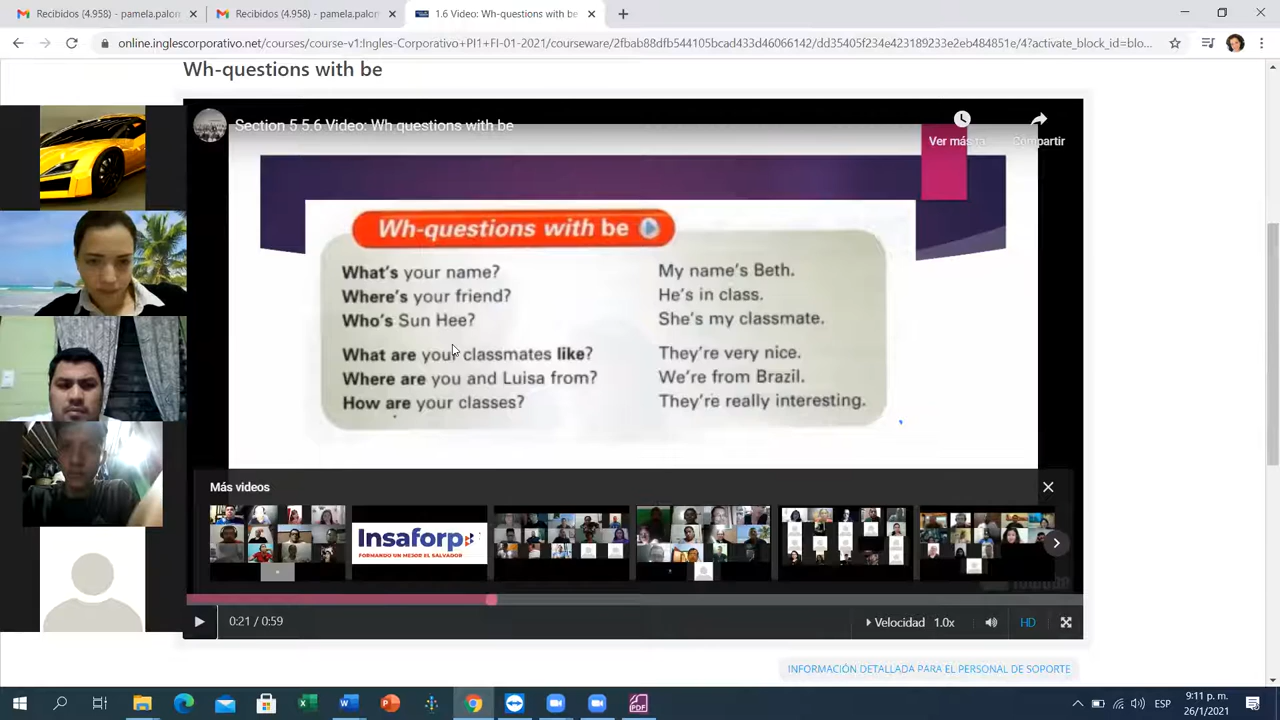 Recibidos (4.958) - pamela.palon
Recibidos (4.958) - pamela.palon
1.6 Video: Wh-questions with be
online.inglescorporativo.net/courses/course-v1:Ingles-Corporativo+PI1+FI-01-2021/courseware/2fbab88dfb544105bcad433d46066142/dd35405f234e423189233e2eb484851e/4?activate_block_id=blo...
Wh-questions with be
Section 5 5.6 Video: Wh questions with be
Ver más
Compartir
Wh-questions with be
What's your name? My name's Beth.
Where's your friend? He's in class.
Who's Sun Hee? She's my classmate.
What are your classmates like? They're very nice.
Where are you and Luisa from? We're from Brazil.
How are your classes? They're really interesting.
Más videos
Insaforp
FORMANDO UN MEJOR EL SALVADOR
0:21 / 0:59
Velocidad 1.0x
HD
INFORMACIÓN DETALLADA PARA EL PERSONAL DE SOPORTE
ESP
9:11 p. m.
26/1/2021